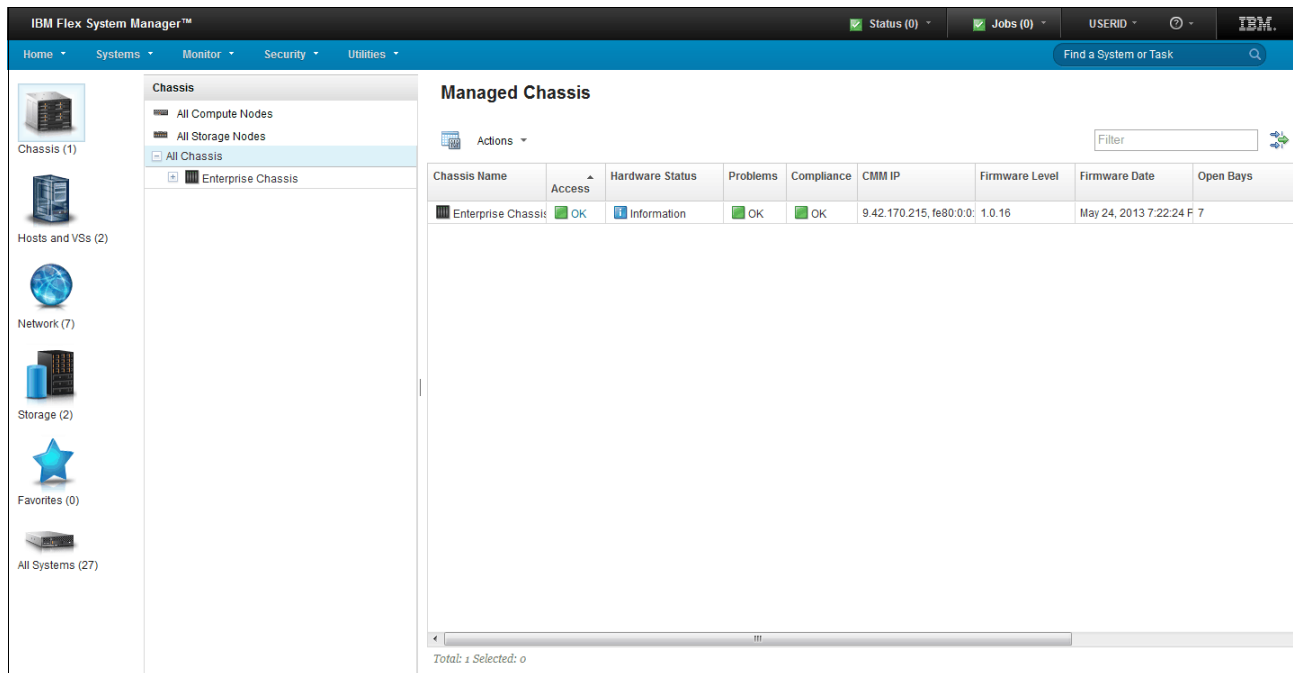 IBM Flex System Manager™ Status (0) Jobs (0) USERID IBM.
Home Systems Monitor Security Utilities Find a System or Task
Chassis (1)
Hosts and VSs (2)
Network (7)
Storage (2)
Favorites (0)
All Systems (27)
Chassis
All Compute Nodes
All Storage Nodes
All Chassis
Enterprise Chassis
Managed Chassis
Actions Filter
Chassis Name Access Hardware Status Problems Compliance CMM IP Firmware Level Firmware Date Open Bays
Enterprise Chassis OK Information OK OK 9.42.170.215, fe80:0:0: 1.0.16 May 24, 2013 7:22:24 P 7
Total: 1 Selected: 0